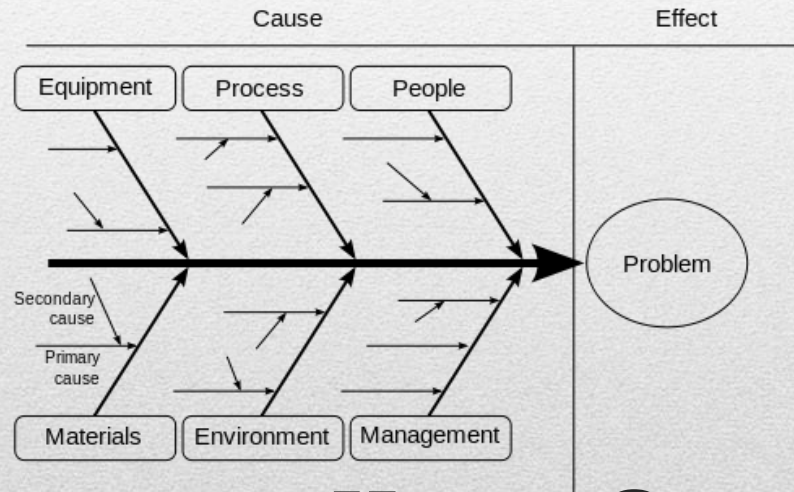 Cause
Effect
Equipment
Process
People
Problem
Secondary
cause
Primary
cause
Materials
Environment
Management